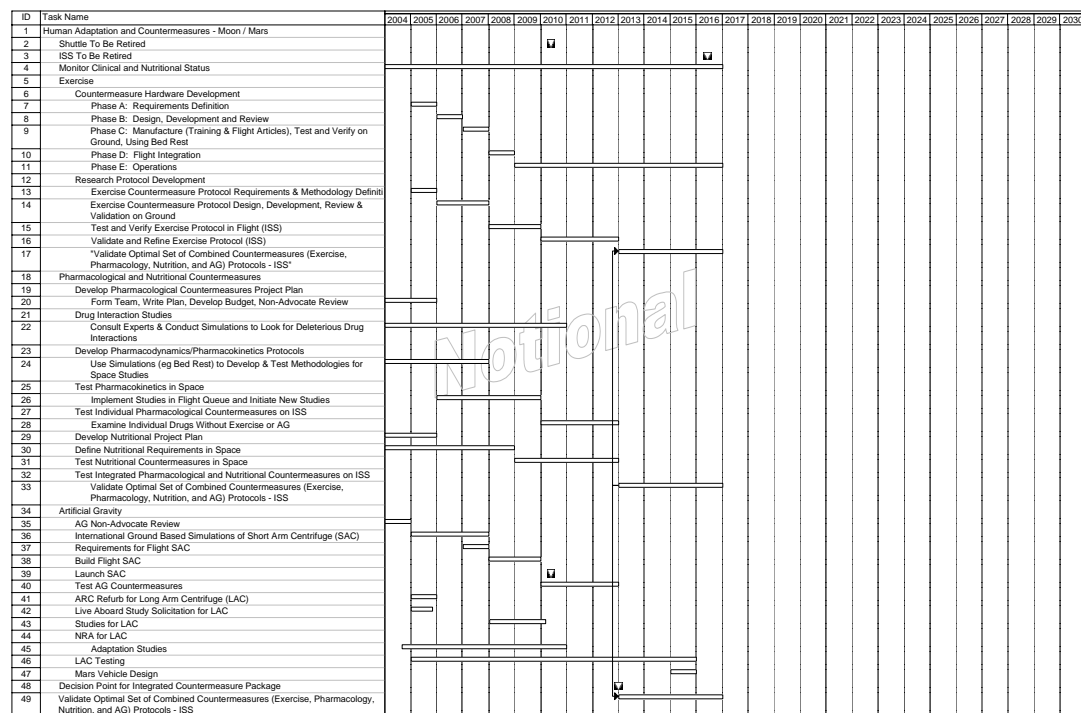 ID Task Name 2004 2005 2006 2007 2008 2009 2010 2011 2012 2013 2014 2015 2016 2017 2018 2019 2020 2021 2022 2023 2024 2025 2026 2027 2028 2029 2030
1 Human Adaptation and Countermeasures - Moon / Mars
2 Shuttle To Be Retired
3 ISS To Be Retired
4 Monitor Clinical and Nutritional Status
5 Exercise
6 Countermeasure Hardware Development
7 Phase A: Requirements Definition
8 Phase B: Design, Development and Review
9 Phase C: Manufacture (Training & Flight Articles), Test and Verify on
Ground, Using Bed Rest
10 Phase D: Flight Integration
11 Phase E: Operations
12 Research Protocol Development
13 Exercise Countermeasure Protocol Requirements & Methodology Definiti
14 Exercise Countermeasure Protocol Design, Development, Review &
Validation on Ground
15 Test and Verify Exercise Protocol in Flight (ISS)
16 Validate and Refine Exercise Protocol (ISS)
17 "Validate Optimal Set of Combined Countermeasures (Exercise,
Pharmacology, Nutrition, and AG) Protocols - ISS"
18 Pharmacological and Nutritional Countermeasures
19 Develop Pharmacological Countermeasures Project Plan
20 Form Team, Write Plan, Develop Budget, Non-Advocate Review
21 Drug Interaction Studies
22 Consult Experts & Conduct Simulations to Look for Deleterious Drug
Interactions
23 Develop Pharmacodynamics/Pharmacokinetics Protocols
24 Use Simulations (eg Bed Rest) to Develop & Test Methodologies for
Space Studies
25 Test Pharmacokinetics in Space
26 Implement Studies in Flight Queue and Initiate New Studies
27 Test Individual Pharmacological Countermeasures on ISS
28 Examine Individual Drugs Without Exercise or AG
29 Develop Nutritional Project Plan
30 Define Nutritional Requirements in Space
31 Test Nutritional Countermeasures in Space
32 Test Integrated Pharmacological and Nutritional Countermeasures on ISS
33 Validate Optimal Set of Combined Countermeasures (Exercise,
Pharmacology, Nutrition, and AG) Protocols - ISS
34 Artificial Gravity
35 AG Non-Advocate Review
36 International Ground Based Simulations of Short Arm Centrifuge (SAC)
37 Requirements for Flight SAC
38 Build Flight SAC
39 Launch SAC
40 Test AG Countermeasures
41 ARC Refurb for Long Arm Centrifuge (LAC)
42 Live Aboard Study Solicitation for LAC
43 Studies for LAC
44 NRA for LAC
45 Adaptation Studies
46 LAC Testing
47 Mars Vehicle Design
48 Decision Point for Integrated Countermeasure Package
49 Validate Optimal Set of Combined Countermeasures (Exercise, Pharmacology,
Nutrition, and AG) Protocols - ISS
Notional